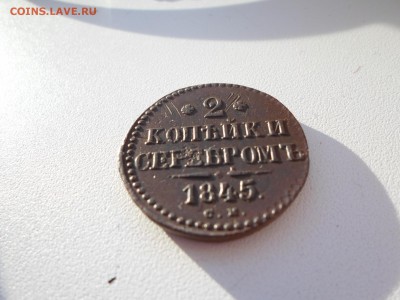 COINS.LAVE.RU
*2*
КОПѢЙКИ
СЕРЕБРОМЪ
1845.
С. М.